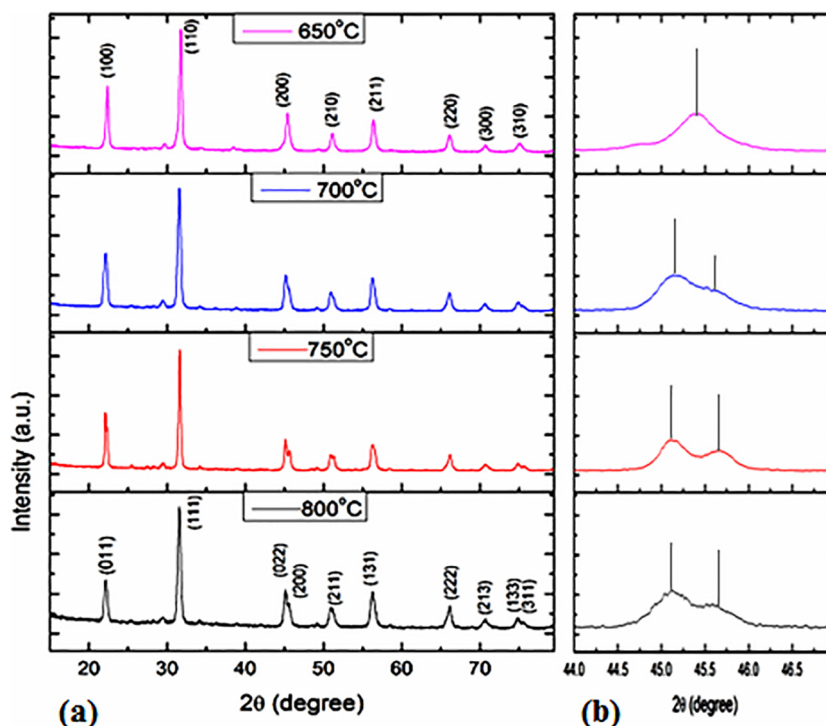 650°C
(100)
(110)
(200)
(210)
(211)
(220)
(300)
(310)
700°C
750°C
800°C
(011)
(111)
(022)
(200)
(211)
(131)
(222)
(213)
(133)
(311)
Intensity (a.u.)
20 30 40 50 60 70
2θ (degree)
(a)
44.0 44.5 45.0 45.5 46.0 46.5
2θ (degree)
(b)